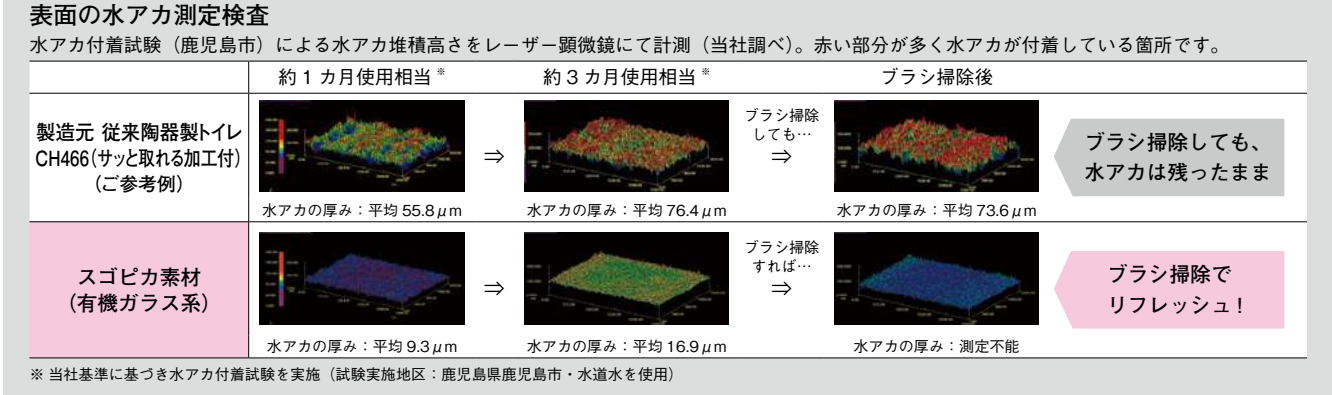 表面の水アカ測定検査
水アカ付着試験（鹿児島市）による水アカ堆積高さをレーザー顕微鏡にて計測（当社調べ）。赤い部分が多く水アカが付着している箇所です。
約1カ月使用相当※
約3カ月使用相当※
ブラシ掃除後
製造元 従来陶器製トイレ
CH466（サッと取れる加工付）
（ご参考例）
水アカの厚み：平均55.8μm
⇒
水アカの厚み：平均76.4μm
ブラシ掃除
しても…
⇒
水アカの厚み：平均73.6μm
ブラシ掃除しても、
水アカは残ったまま
スゴピカ素材
（有機ガラス系）
水アカの厚み：平均9.3μm
⇒
水アカの厚み：平均16.9μm
ブラシ掃除
すれば…
⇒
水アカの厚み：測定不能
ブラシ掃除で
リフレッシュ！
※ 当社基準に基づき水アカ付着試験を実施（試験実施地区：鹿児島県鹿児島市・水道水を使用）